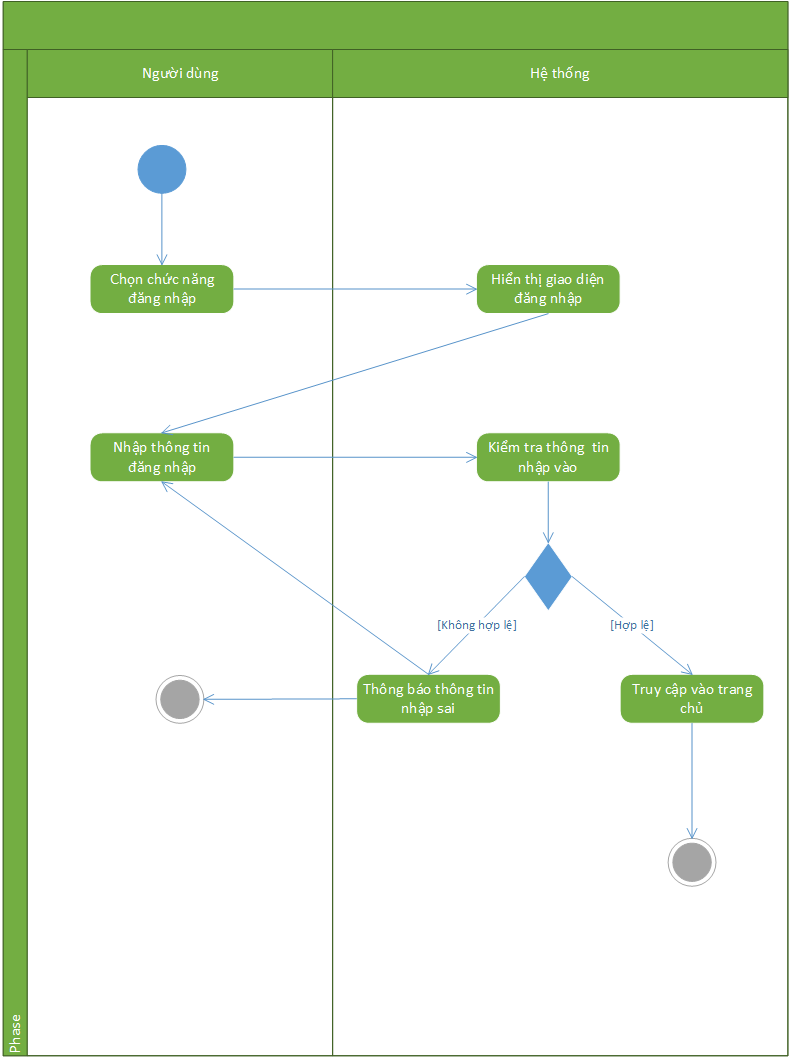 Người dùng
Hệ thống
Chọn chức năng
đăng nhập
Hiển thị giao diện
đăng nhập
Nhập thông tin
đăng nhập
Kiểm tra thông tin
nhập vào
[Không hợp lệ]
[Hợp lệ]
Thông báo thông tin
nhập sai
Truy cập vào trang
chủ
Phase